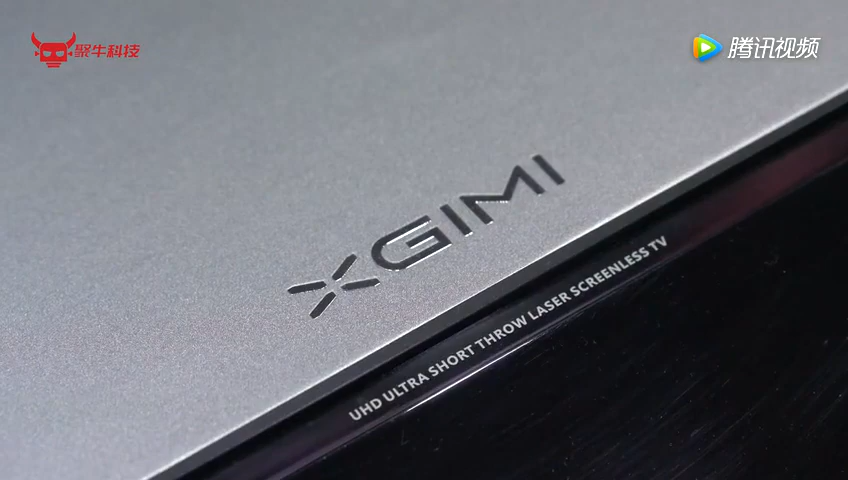 聚牛科技
腾讯视频
XGIMI
UHD ULTRA SHORT THROW LASER SCREENLESS TV